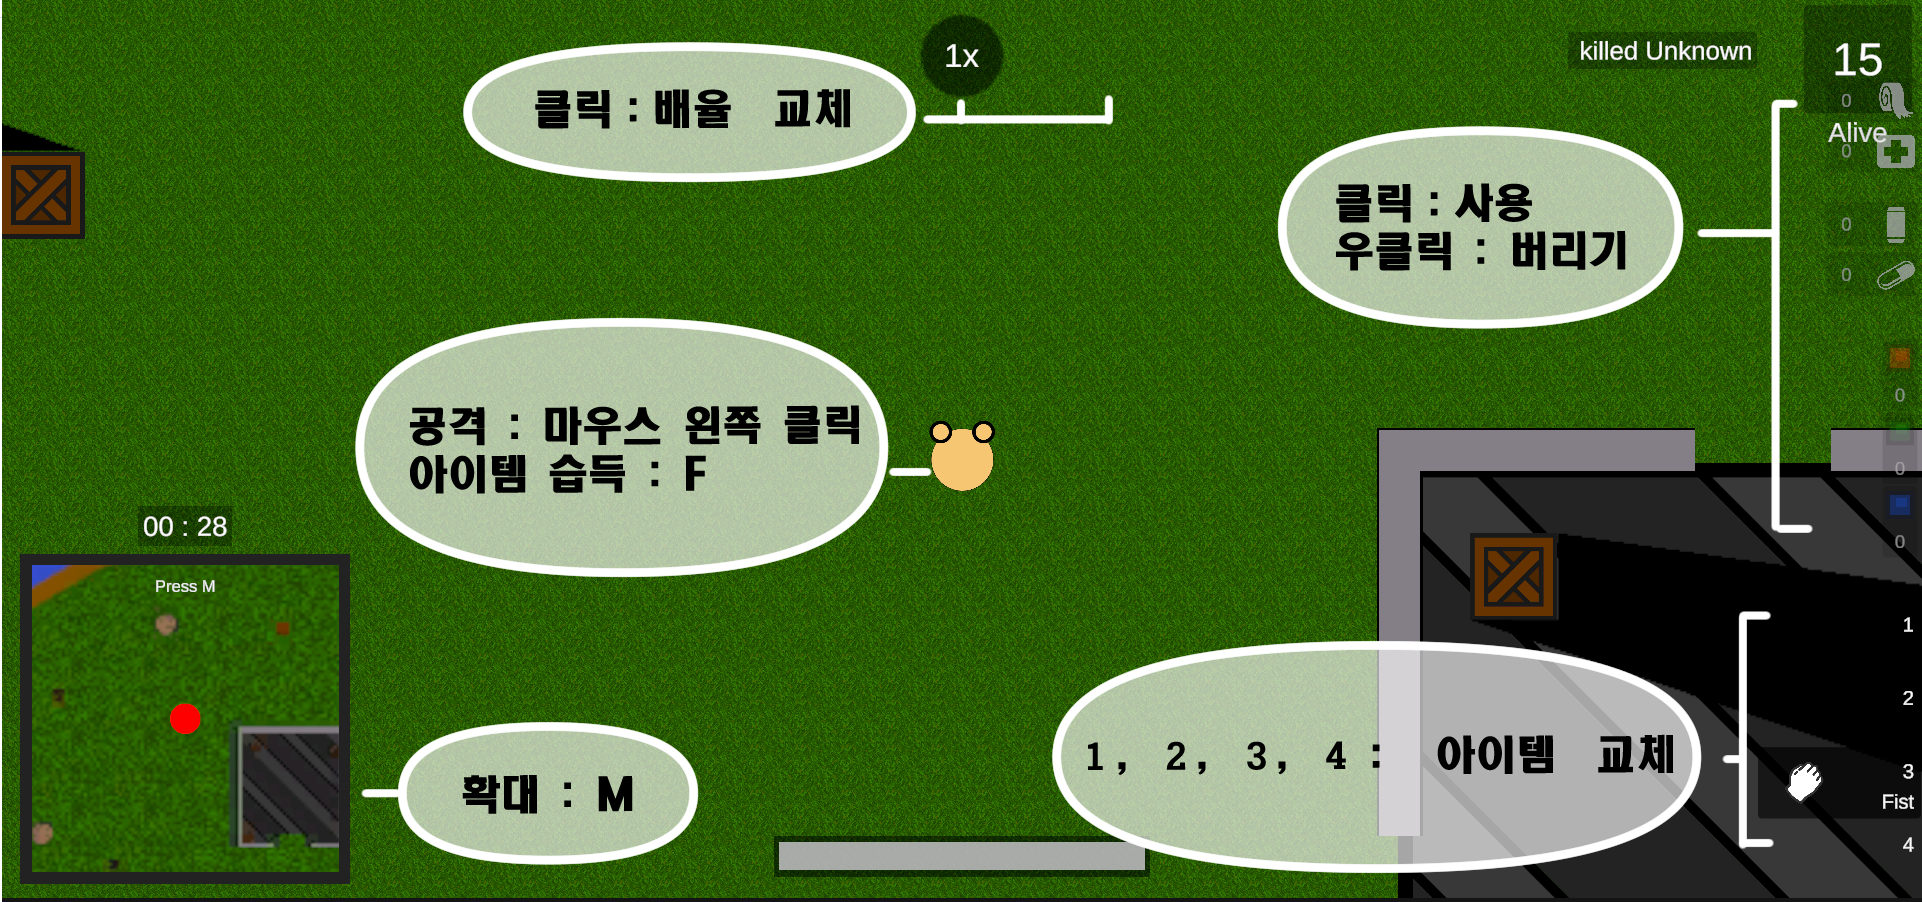 1x
클릭 : 배율 교체
killed Unknown
15
Alive
0
0
0
0
0
0
0
클릭 : 사용
우클릭 : 버리기
공격 : 마우스 왼쪽 클릭
아이템 습득 : F
00 : 28
Press M
확대 : M
1, 2, 3, 4 : 아이템 교체
1
2
3
Fist
4